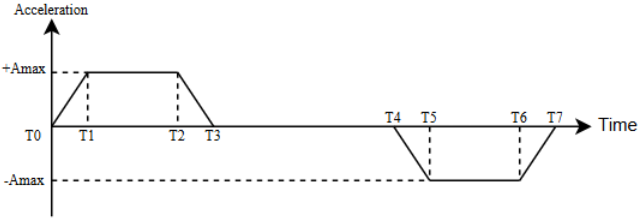 Acceleration
+Amax
T4 T5 T6 T7
T0 T1 T2 T3 Time
-Amax